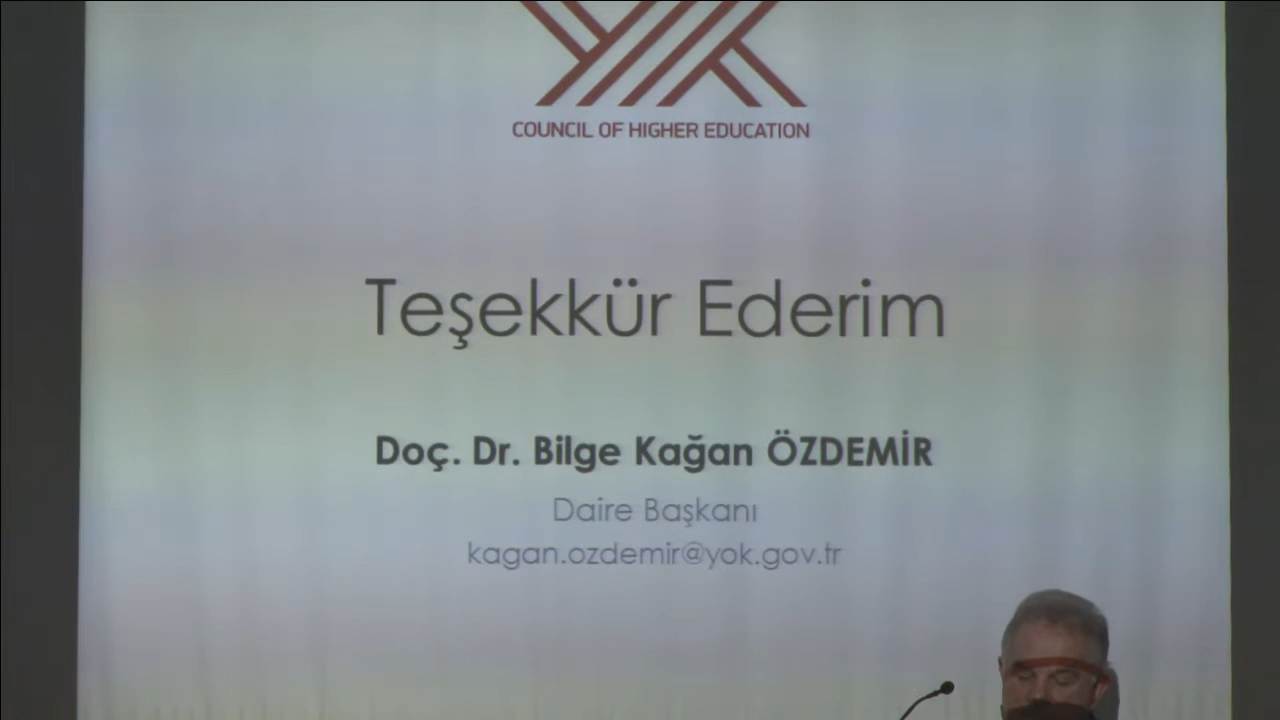 COUNCIL OF HIGHER EDUCATION
Teşekkür Ederim
Doç. Dr. Bilge Kağan ÖZDEMİR
Daire Başkanı
kagan.ozdemir@yok.gov.tr